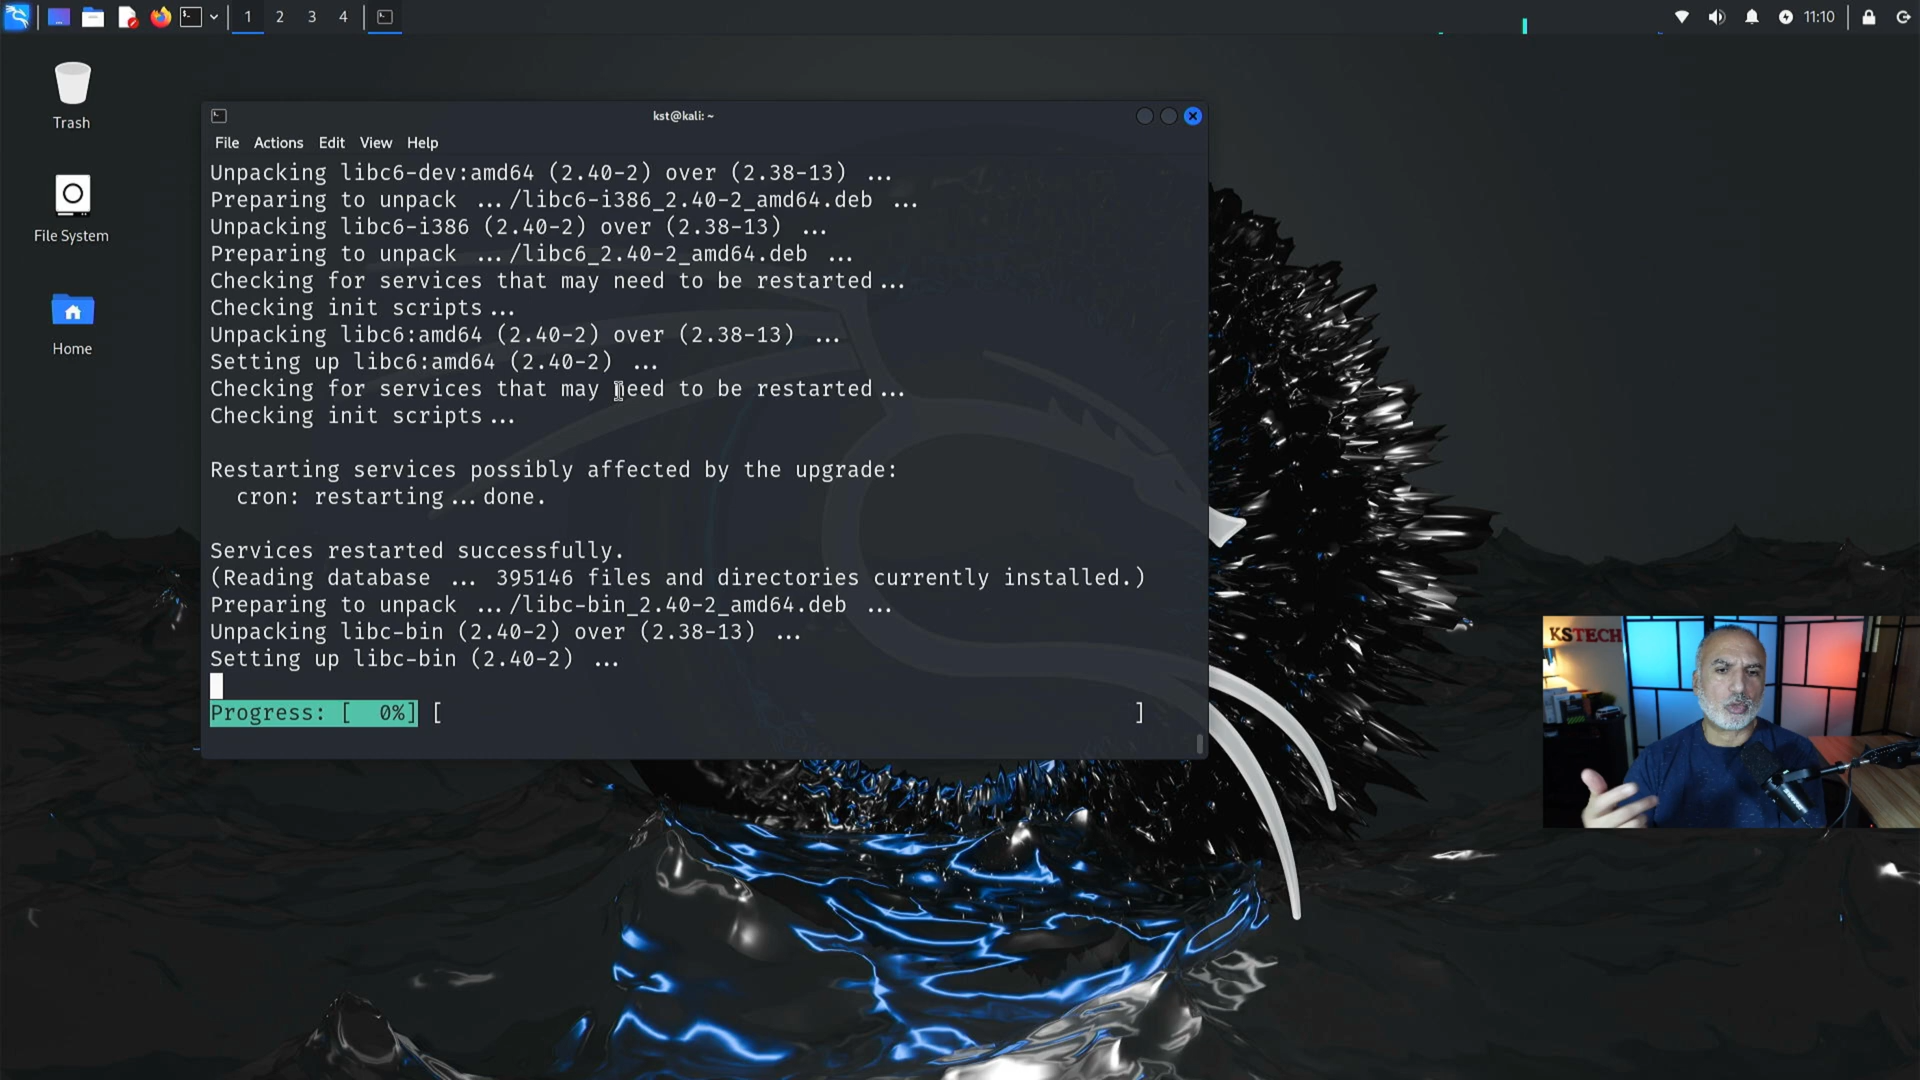 1 2 3 4
11:10
Trash
File System
Home
kst@kali: ~
File Actions Edit View Help
Unpacking libc6-dev:amd64 (2.40-2) over (2.38-13) ...
Preparing to unpack .../libc6-i386_2.40-2_amd64.deb ...
Unpacking libc6-i386 (2.40-2) over (2.38-13) ...
Preparing to unpack .../libc6_2.40-2_amd64.deb ...
Checking for services that may need to be restarted...
Checking init scripts...
Unpacking libc6:amd64 (2.40-2) over (2.38-13) ...
Setting up libc6:amd64 (2.40-2) ...
Checking for services that may need to be restarted...
Checking init scripts...
Restarting services possibly affected by the upgrade:
cron: restarting...done.
Services restarted successfully.
(Reading database ... 395146 files and directories currently installed.)
Preparing to unpack .../libc-bin_2.40-2_amd64.deb ...
Unpacking libc-bin (2.40-2) over (2.38-13) ...
Setting up libc-bin (2.40-2) ...
Progress: [  0%] [ ]
KSTECH